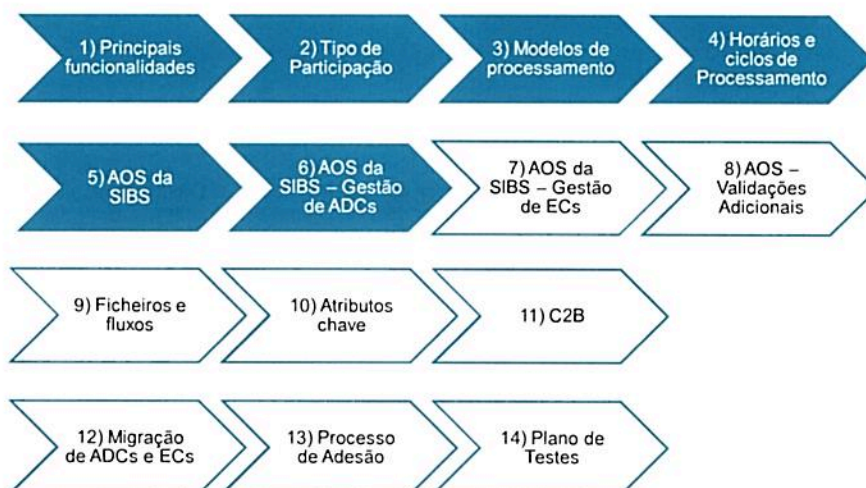 1) Principais
funcionalidades
2) Tipo de
Participação
3) Modelos de
processamento
4) Horários e
ciclos de
Processamento
5) AOS da
SIBS
6) AOS da
SIBS – Gestão
de ADCs
7) AOS da
SIBS – Gestão
de ECs
8) AOS –
Validações
Adicionais
9) Ficheiros e
fluxos
10) Atributos
chave
11) C2B
12) Migração
de ADCs e ECs
13) Processo
de Adesão
14) Plano de
Testes